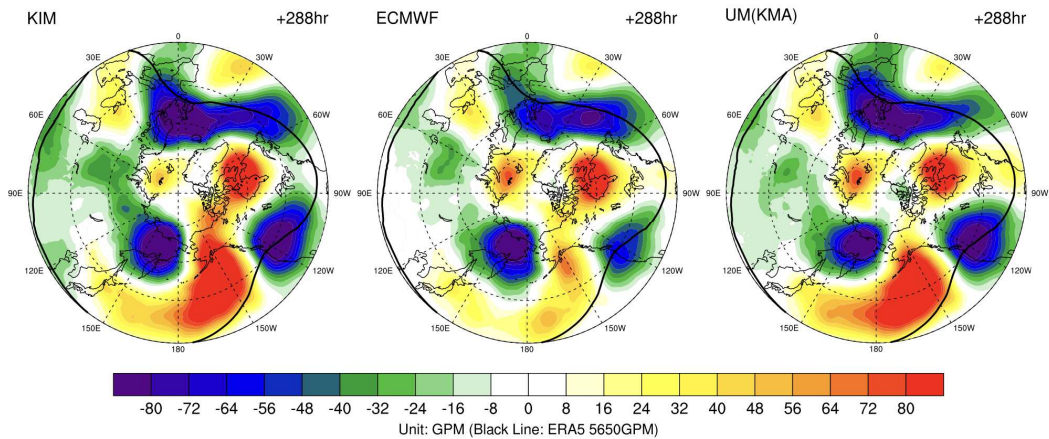 KIM +288hr ECMWF +288hr UM(KMA) +288hr
0 0 0
30E 30W 30E 30W 30E 30W
60E 60W 60E 60W 60E 60W
90E 90W 90E 90W 90E 90W
120E 120W 120E 120W 120E 120W
150E 150W 150E 150W 150E 150W
180 180 180
-80 -72 -64 -56 -48 -40 -32 -24 -16 -8 0 8 16 24 32 40 48 56 64 72 80
Unit: GPM (Black Line: ERA5 5650GPM)